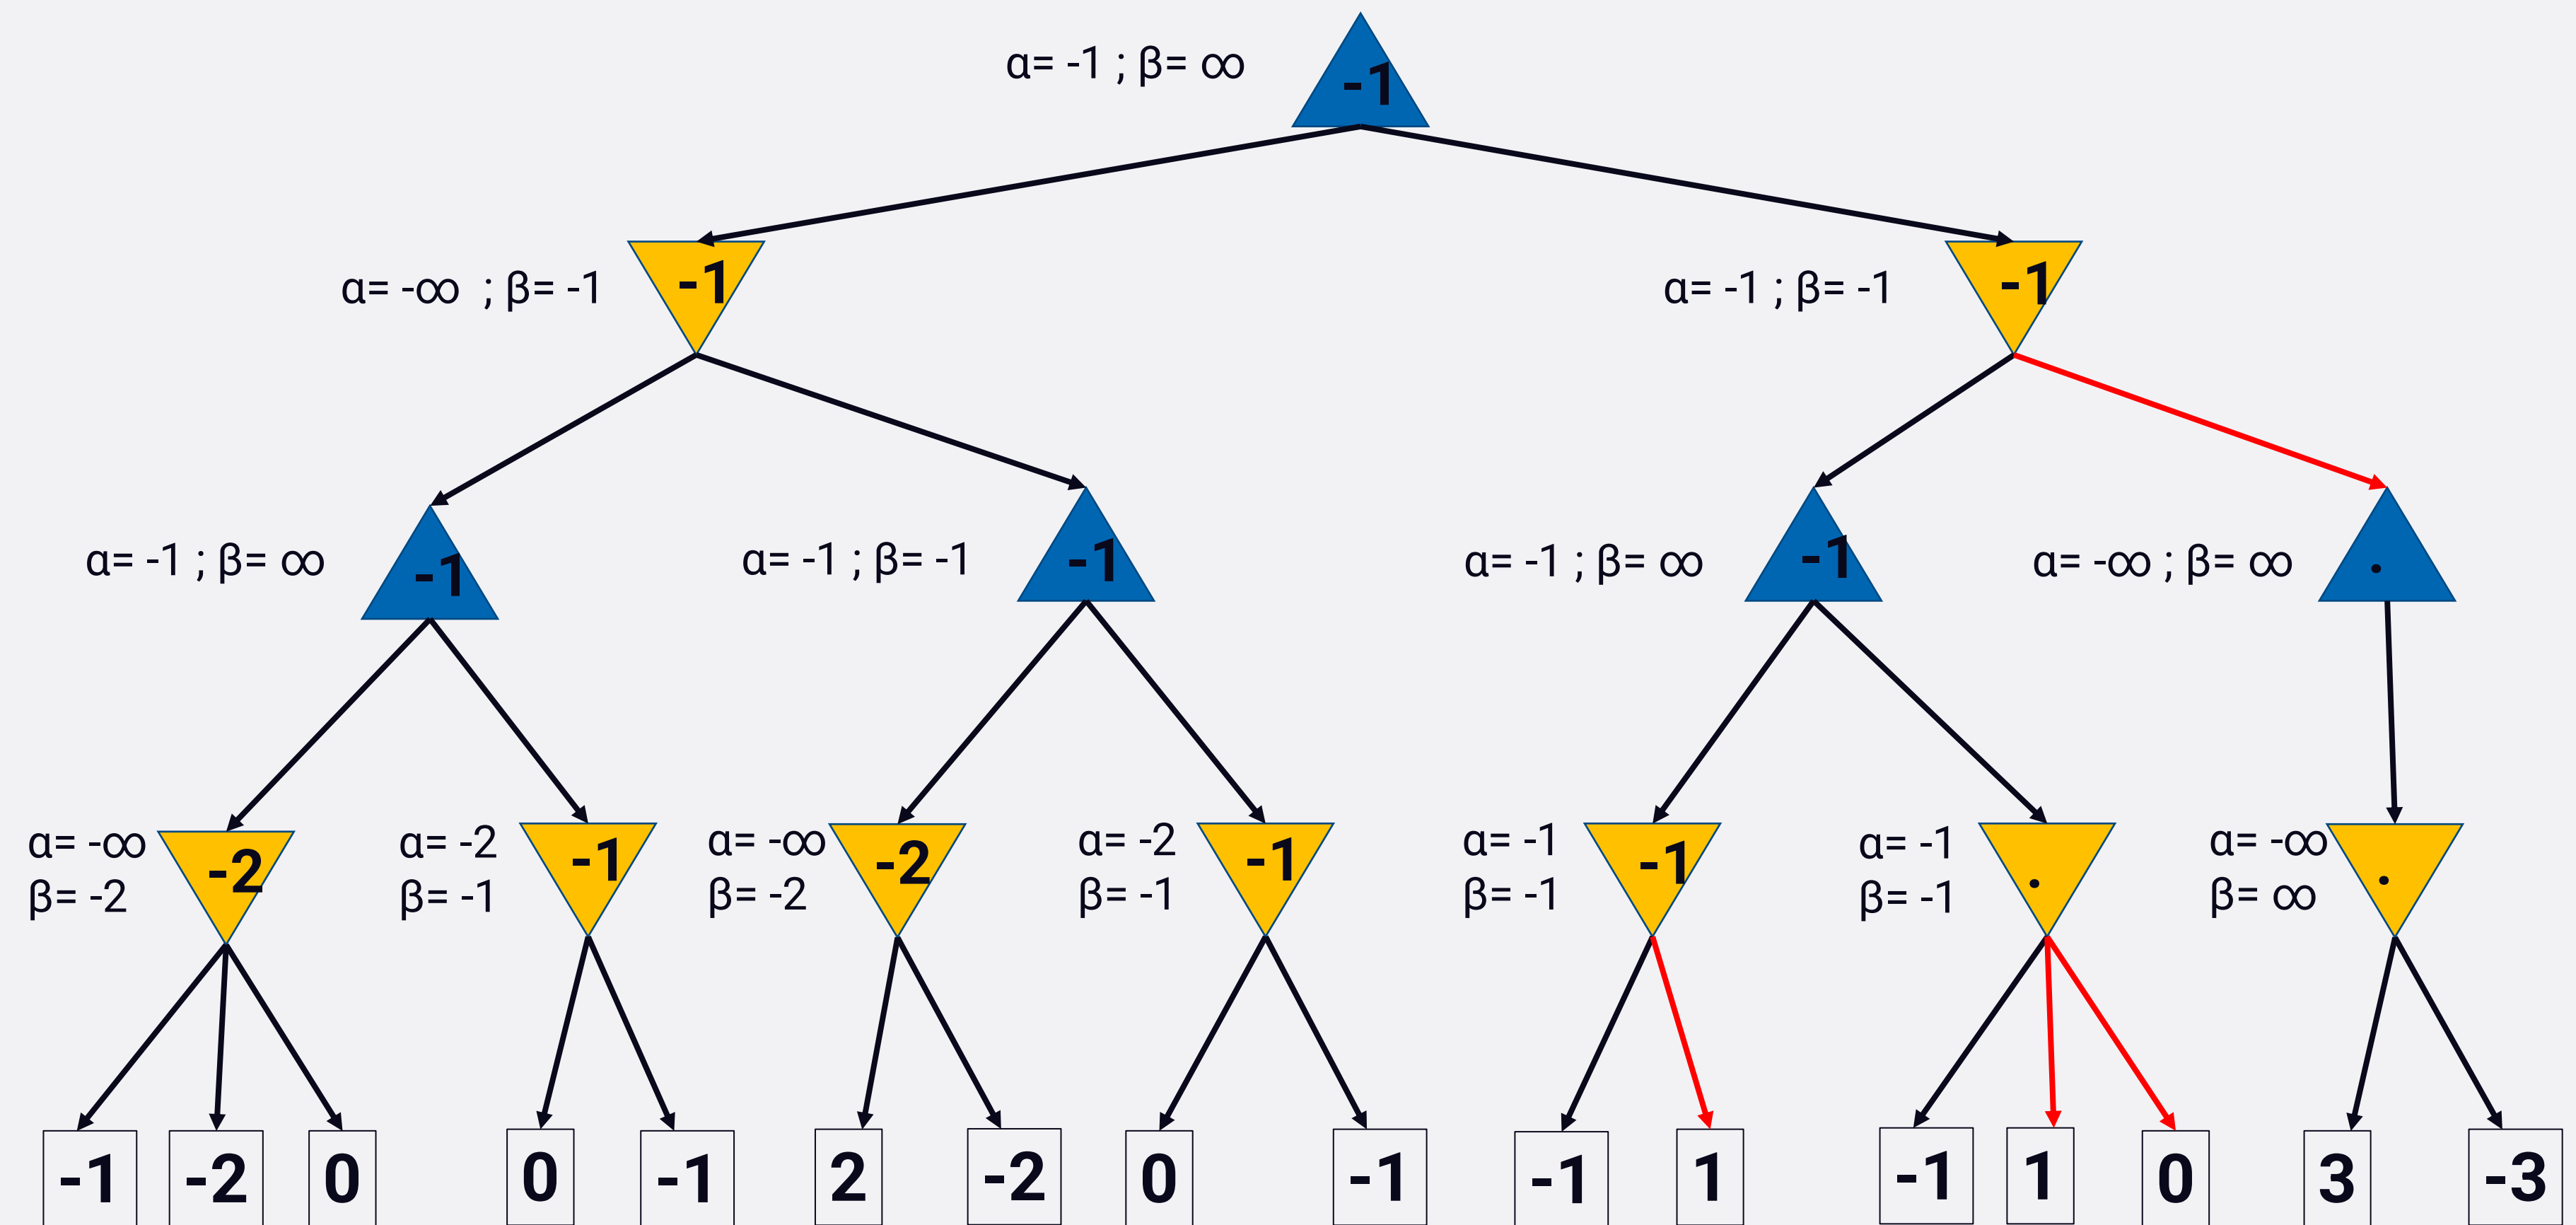 α= -1 ; β= ∞
-1
α= -∞ ; β= -1
-1
α= -1 ; β= -1
-1
α= -1 ; β= ∞
-1
α= -1 ; β= -1
-1
α= -1 ; β= ∞
-1
α= -∞ ; β= ∞
.
α= -∞
β= -2
-2
α= -2
β= -1
-1
α= -∞
β= -2
-2
α= -2
β= -1
-1
α= -1
β= -1
-1
α= -1
β= -1
.
α= -∞
β= ∞
.
-1
-2
0
0
-1
2
-2
0
-1
-1
1
-1
1
0
3
-3